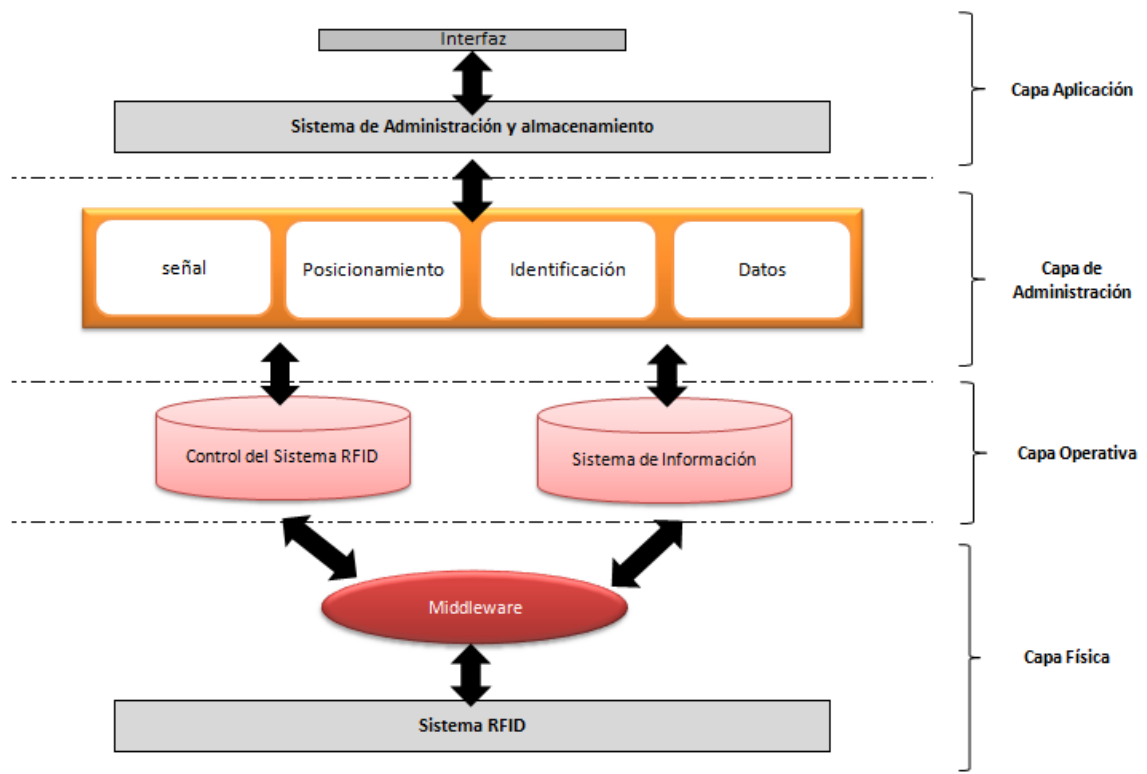 Interfaz
Capa Aplicación
Sistema de Administración y almacenamiento
señal
Posicionamiento
Identificación
Datos
Capa de
Administración
Control del Sistema RFID
Sistema de Información
Capa Operativa
Middleware
Capa Física
Sistema RFID